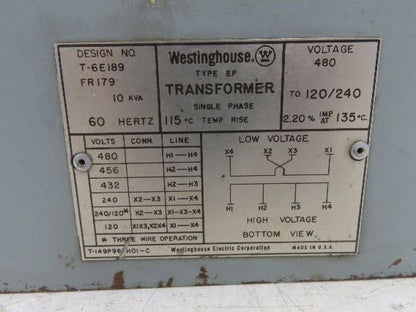 DESIGN NO.
T-6E189
FR179
10 KVA
60 HERTZ
Westinghouse. W
TYPE EP
TRANSFORMER
SINGLE PHASE
115°C. TEMP RISE
VOLTAGE
480
TO 120/240
2.20% IMP AT 135°C.
VOLTS CONN. LINE
480 H1—H4
456 H2—H4
432 H2—H3
240 X2—X3 X1—X4
240/120* X2—X3 X1-X3-X4
120 X1X3,X2X4 X1—X4
* THREE WIRE OPERATION
T-149P96 H01-C
Westinghouse Electric Corporation
MADE IN U.S.A.
LOW VOLTAGE
X4 X2 X3 X1
H1 H2 H3 H4
HIGH VOLTAGE
BOTTOM VIEW